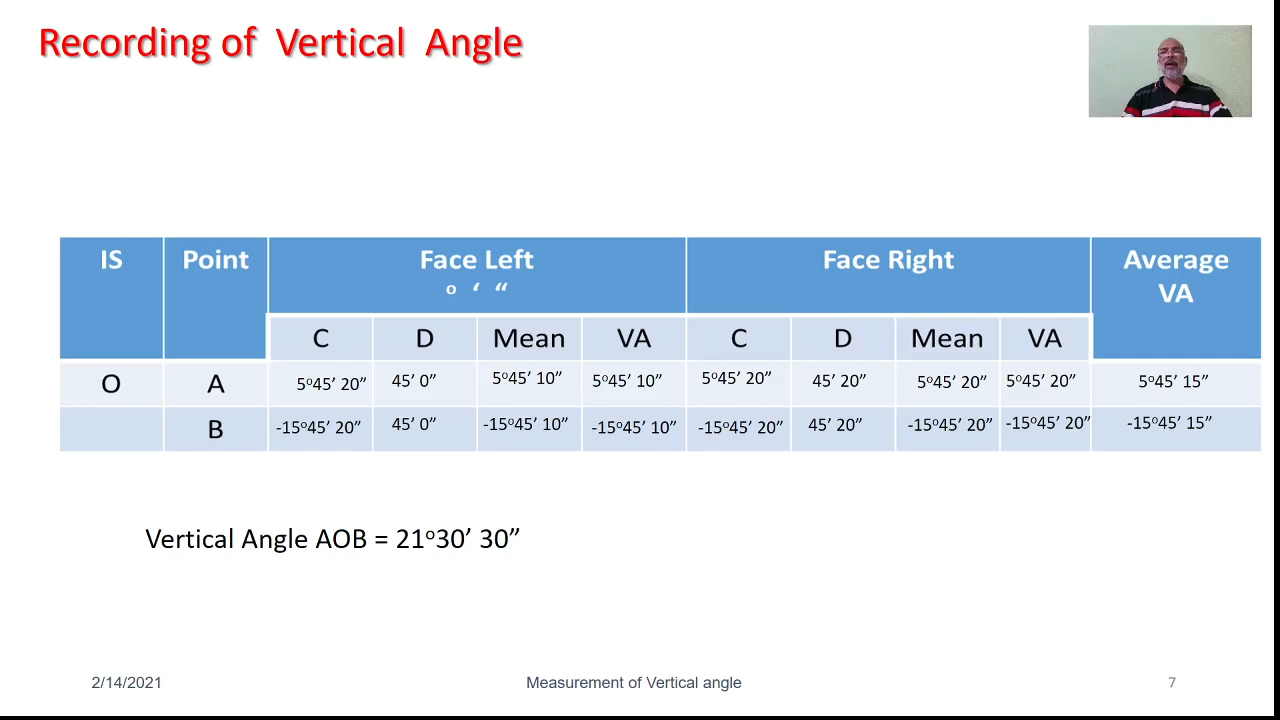 Recording of Vertical Angle
IS Point Face Left Face Right Average
o ‘ “ VA
C D Mean VA C D Mean VA
O A 5o45’ 20” 45’ 0” 5o45’ 10” 5o45’ 10” 5o45’ 20” 45’ 20” 5o45’ 20” 5o45’ 20” 5o45’ 15”
B -15o45’ 20” 45’ 0” -15o45’ 10” -15o45’ 10” -15o45’ 20” 45’ 20” -15o45’ 20” -15o45’ 20” -15o45’ 15”
Vertical Angle AOB = 21o30’ 30”
2/14/2021 Measurement of Vertical angle 7